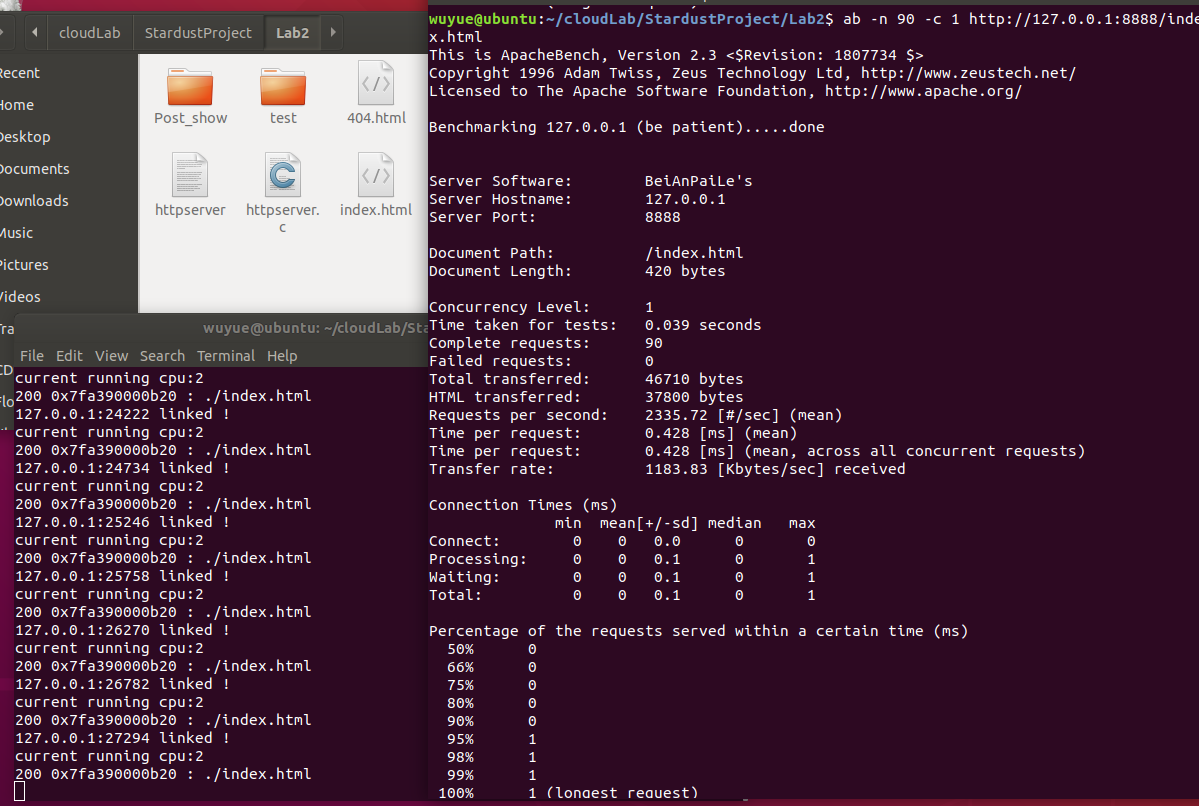 cloudLab StardustProject Lab2
Recent
Home
Desktop
Documents
Downloads
Music
Pictures
Videos
Post_show test 404.html
httpserver httpserver.c index.html
wuyue@ubuntu: ~/cloudLab/Sta
File Edit View Search Terminal Help
current running cpu:2
200 0x7fa390000b20 : ./index.html
127.0.0.1:24222 linked !
current running cpu:2
200 0x7fa390000b20 : ./index.html
127.0.0.1:24734 linked !
current running cpu:2
200 0x7fa390000b20 : ./index.html
127.0.0.1:25246 linked !
current running cpu:2
200 0x7fa390000b20 : ./index.html
127.0.0.1:25758 linked !
current running cpu:2
200 0x7fa390000b20 : ./index.html
127.0.0.1:26270 linked !
current running cpu:2
200 0x7fa390000b20 : ./index.html
127.0.0.1:26782 linked !
current running cpu:2
200 0x7fa390000b20 : ./index.html
127.0.0.1:27294 linked !
current running cpu:2
200 0x7fa390000b20 : ./index.html
wuyue@ubuntu:~/cloudLab/StardustProject/Lab2$ ab -n 90 -c 1 http://127.0.0.1:8888/inde
x.html
This is ApacheBench, Version 2.3 <$Revision: 1807734 $>
Copyright 1996 Adam Twiss, Zeus Technology Ltd, http://www.zeustech.net/
Licensed to The Apache Software Foundation, http://www.apache.org/
Benchmarking 127.0.0.1 (be patient).....done
Server Software: BeiAnPaiLe's
Server Hostname: 127.0.0.1
Server Port: 8888
Document Path: /index.html
Document Length: 420 bytes
Concurrency Level: 1
Time taken for tests: 0.039 seconds
Complete requests: 90
Failed requests: 0
Total transferred: 46710 bytes
HTML transferred: 37800 bytes
Requests per second: 2335.72 [#/sec] (mean)
Time per request: 0.428 [ms] (mean)
Time per request: 0.428 [ms] (mean, across all concurrent requests)
Transfer rate: 1183.83 [Kbytes/sec] received
Connection Times (ms)
min mean[+/-sd] median max
Connect: 0 0 0.0 0 0
Processing: 0 0 0.1 0 1
Waiting: 0 0 0.1 0 1
Total: 0 0 0.1 0 1
Percentage of the requests served within a certain time (ms)
50% 0
66% 0
75% 0
80% 0
90% 0
95% 1
98% 1
99% 1
100% 1 (longest request)